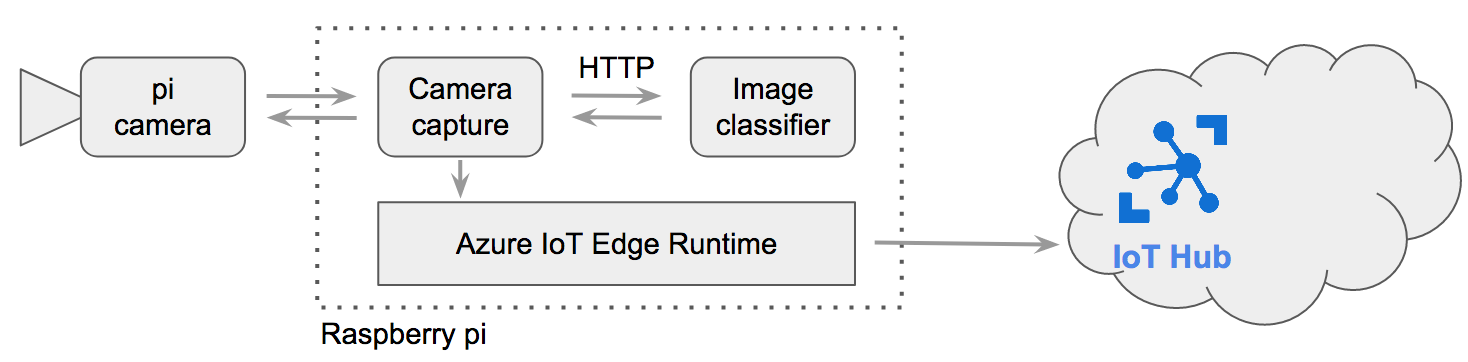 pi
camera
Camera
capture
HTTP
Image
classifier
Azure IoT Edge Runtime
Raspberry pi
IoT Hub